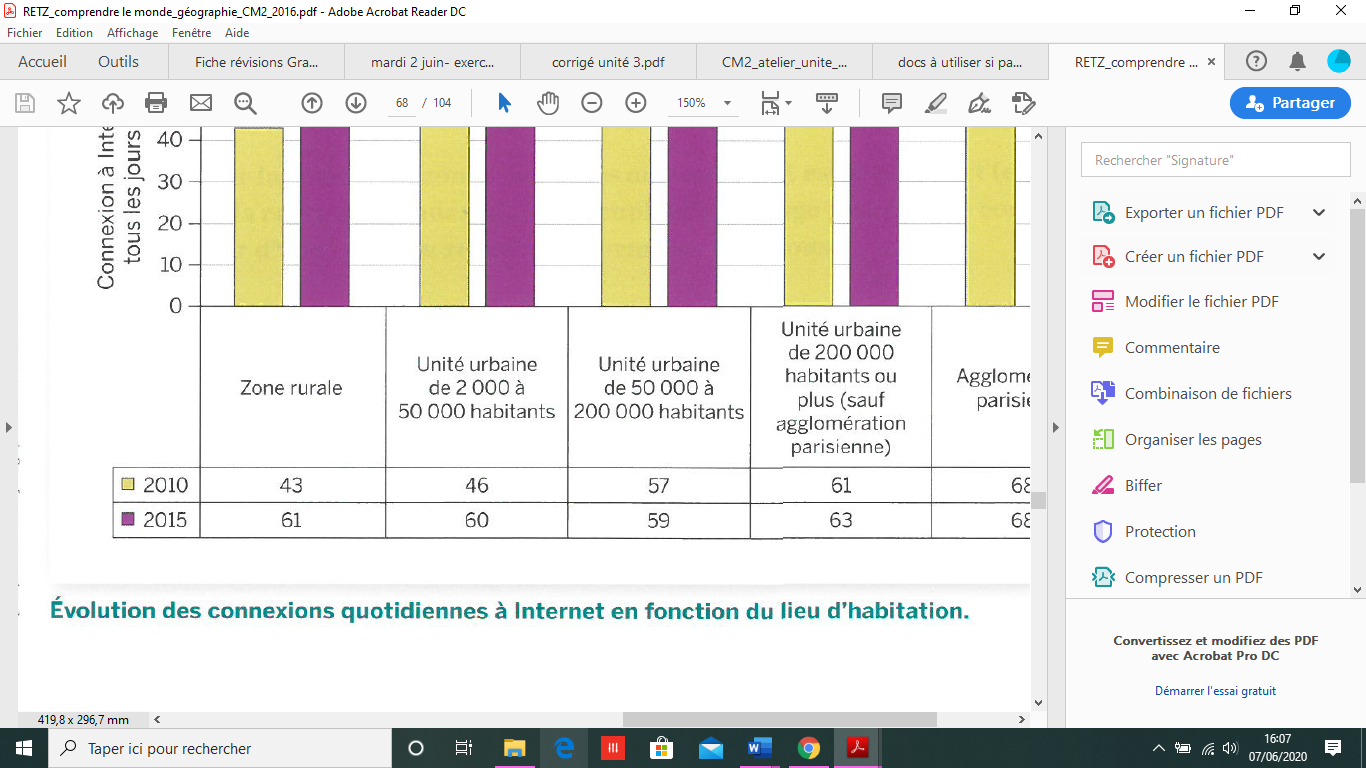 RETZ_comprendre le monde_géographie_CM2_2016.pdf - Adobe Acrobat Reader DC
Fichier Edition Affichage Fenêtre Aide
Accueil Outils Fiche révisions Gra... mardi 2 juin- exerc... corrigé unité 3.pdf CM2_atelier_unite_... docs à utiliser si pa... RETZ_comprendre ... ×
68 / 104 150% Partager
Connexion à Inte
tous les jours
40
30
20
10
0
Zone rurale
Unité urbaine
de 2 000 à
50 000 habitants
Unité urbaine
de 50 000 à
200 000 habitants
Unité urbaine
de 200 000
habitants ou
plus (sauf
agglomération
parisienne)
Agglomé
parisie
2010 43 46 57 61 68
2015 61 60 59 63 68
Évolution des connexions quotidiennes à Internet en fonction du lieu d'habitation.
419,8 x 296,7 mm
Rechercher "Signature"
Exporter un fichier PDF
Créer un fichier PDF
Modifier le fichier PDF
Commentaire
Combinaison de fichiers
Organiser les pages
Biffer
Protection
Compresser un PDF
Convertissez et modifiez des PDF
avec Acrobat Pro DC
Démarrer l'essai gratuit
Taper ici pour rechercher
16:07
07/06/2020